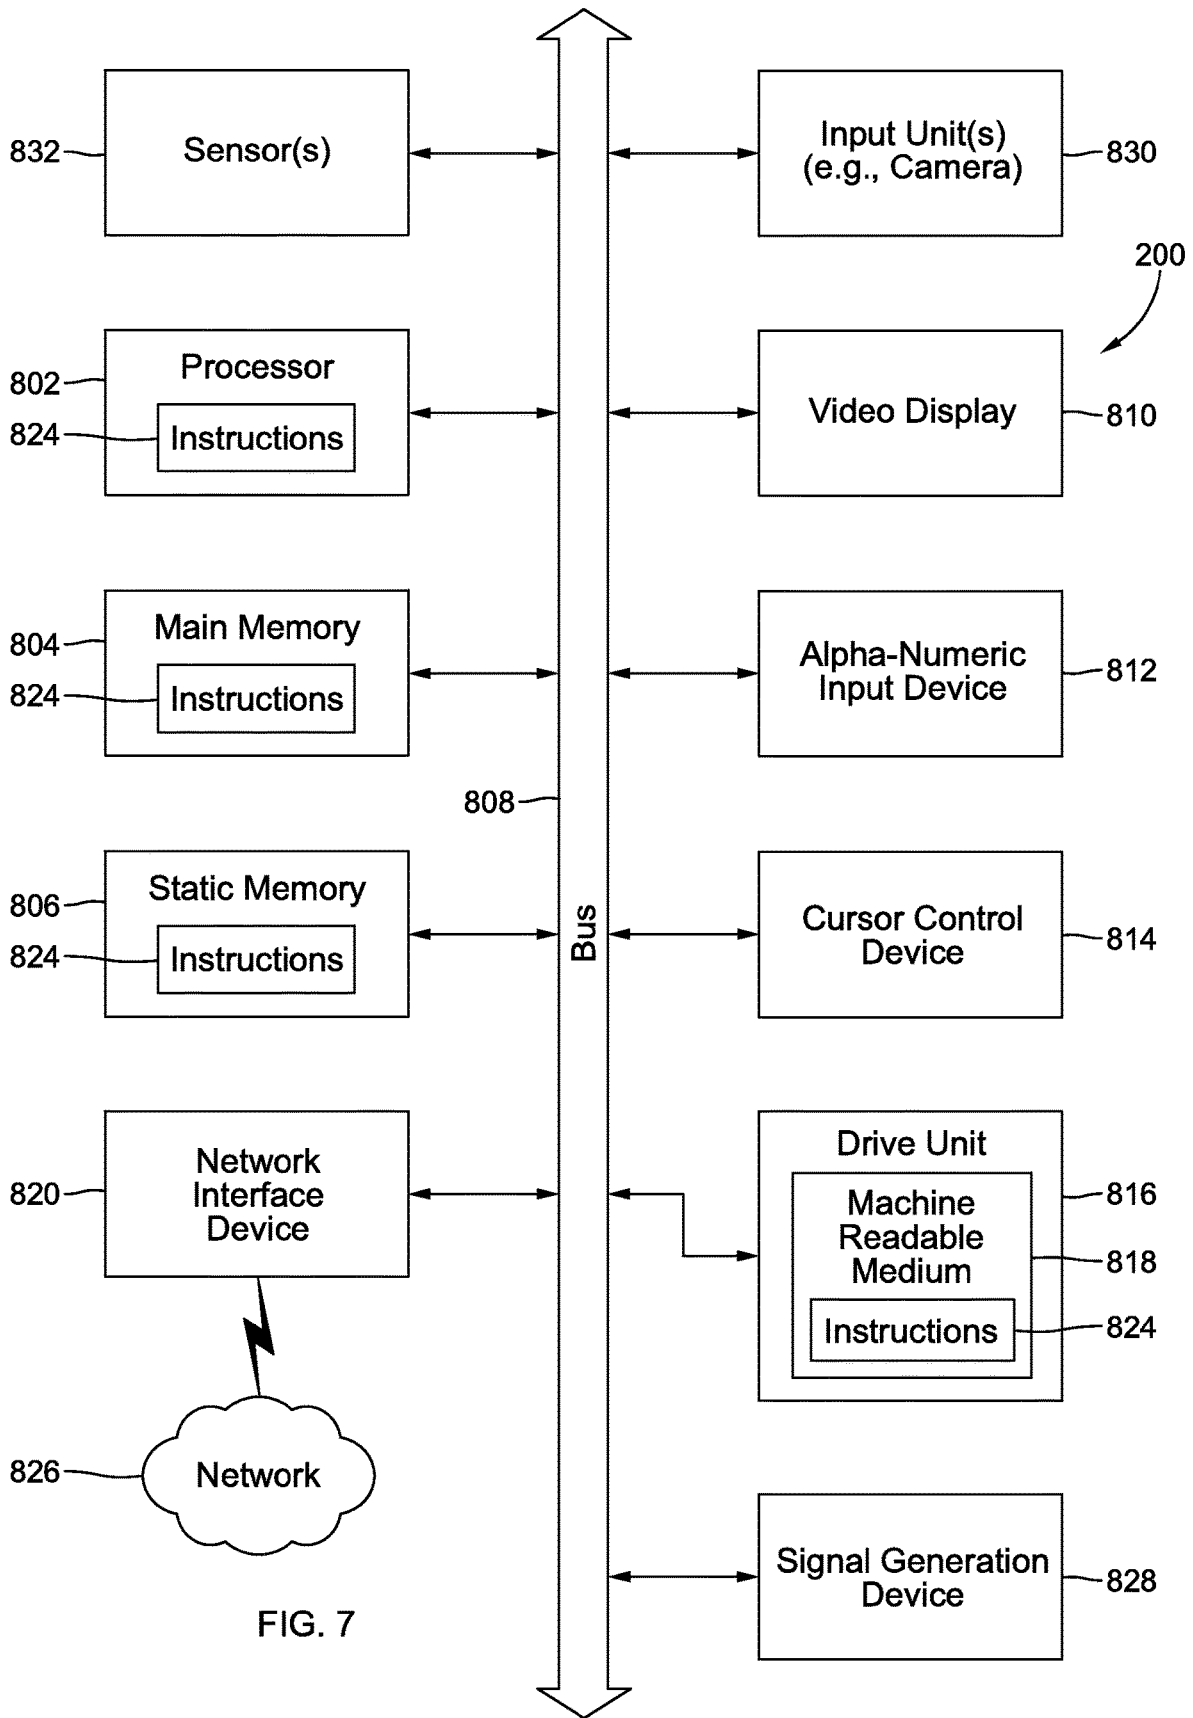 832
Sensor(s)
Input Unit(s)
(e.g., Camera)
830
200
802
Processor
824
Instructions
Video Display
810
804
Main Memory
824
Instructions
Alpha-Numeric
Input Device
812
808
806
Static Memory
824
Instructions
Bus
Cursor Control
Device
814
820
Network
Interface
Device
Drive Unit
816
Machine
Readable
Medium
818
Instructions
824
826
Network
Signal Generation
Device
828
FIG. 7